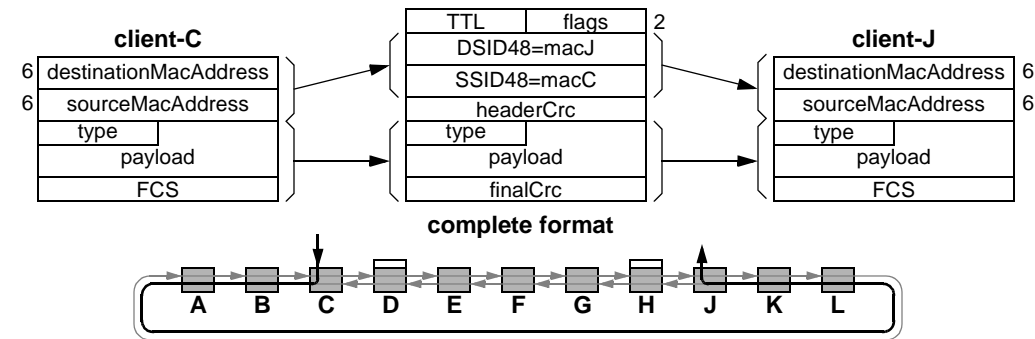 client-C
6 destinationMacAddress
6 sourceMacAddress
type
payload
FCS
TTL flags 2
DSID48=macJ
SSID48=macC
headerCrc
type
payload
finalCrc
client-J
destinationMacAddress 6
sourceMacAddress 6
type
payload
FCS
complete format
A B C D E F G H J K L